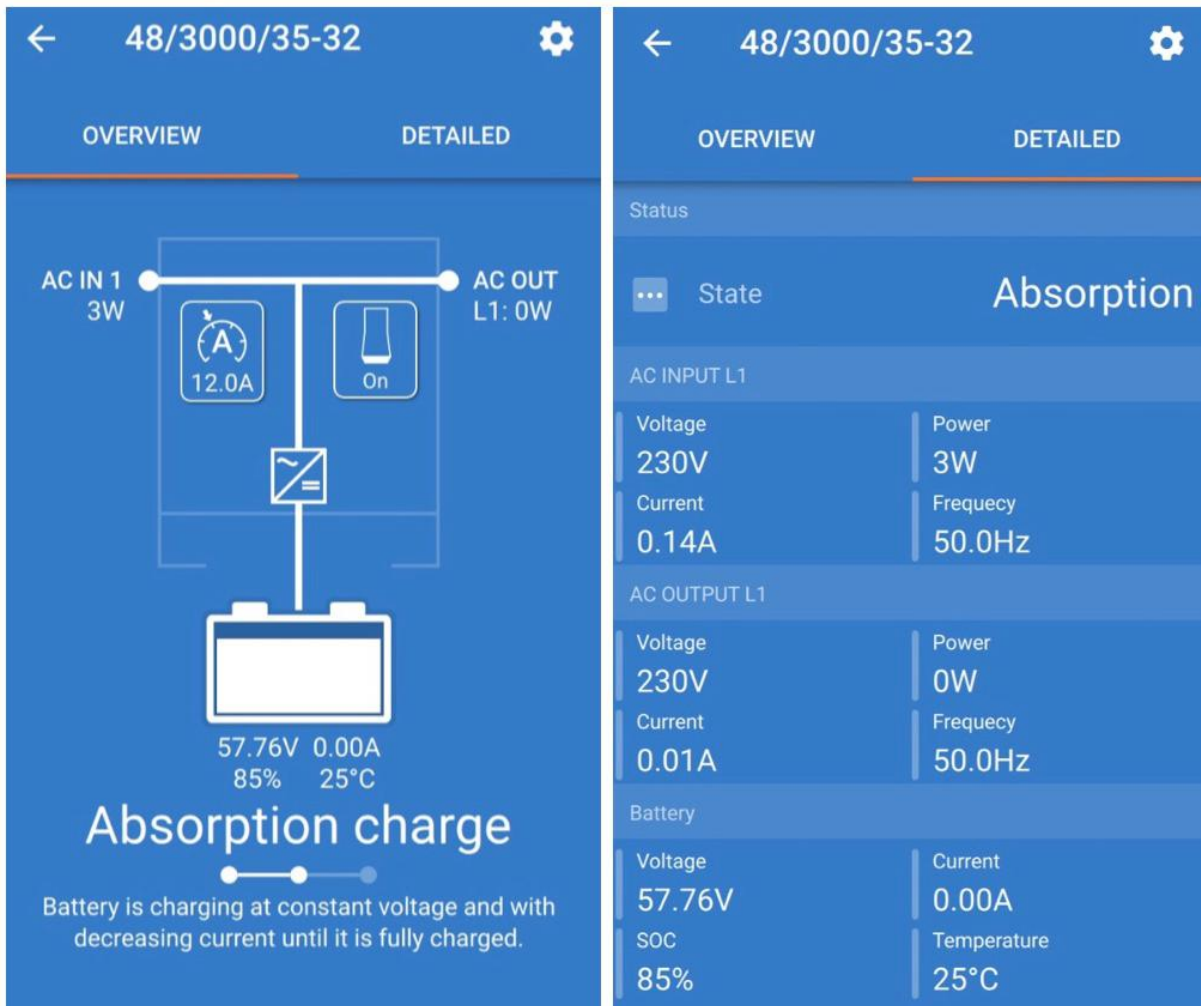 48/3000/35-32
OVERVIEW DETAILED
AC IN 1
3W
AC OUT
L1: 0W
A
12.0A
On
57.76V 0.00A
85% 25°C
Absorption charge
Battery is charging at constant voltage and with
decreasing current until it is fully charged.
48/3000/35-32
OVERVIEW DETAILED
Status
State Absorption
AC INPUT L1
Voltage Power
230V 3W
Current Frequecy
0.14A 50.0Hz
AC OUTPUT L1
Voltage Power
230V 0W
Current Frequecy
0.01A 50.0Hz
Battery
Voltage Current
57.76V 0.00A
SOC Temperature
85% 25°C